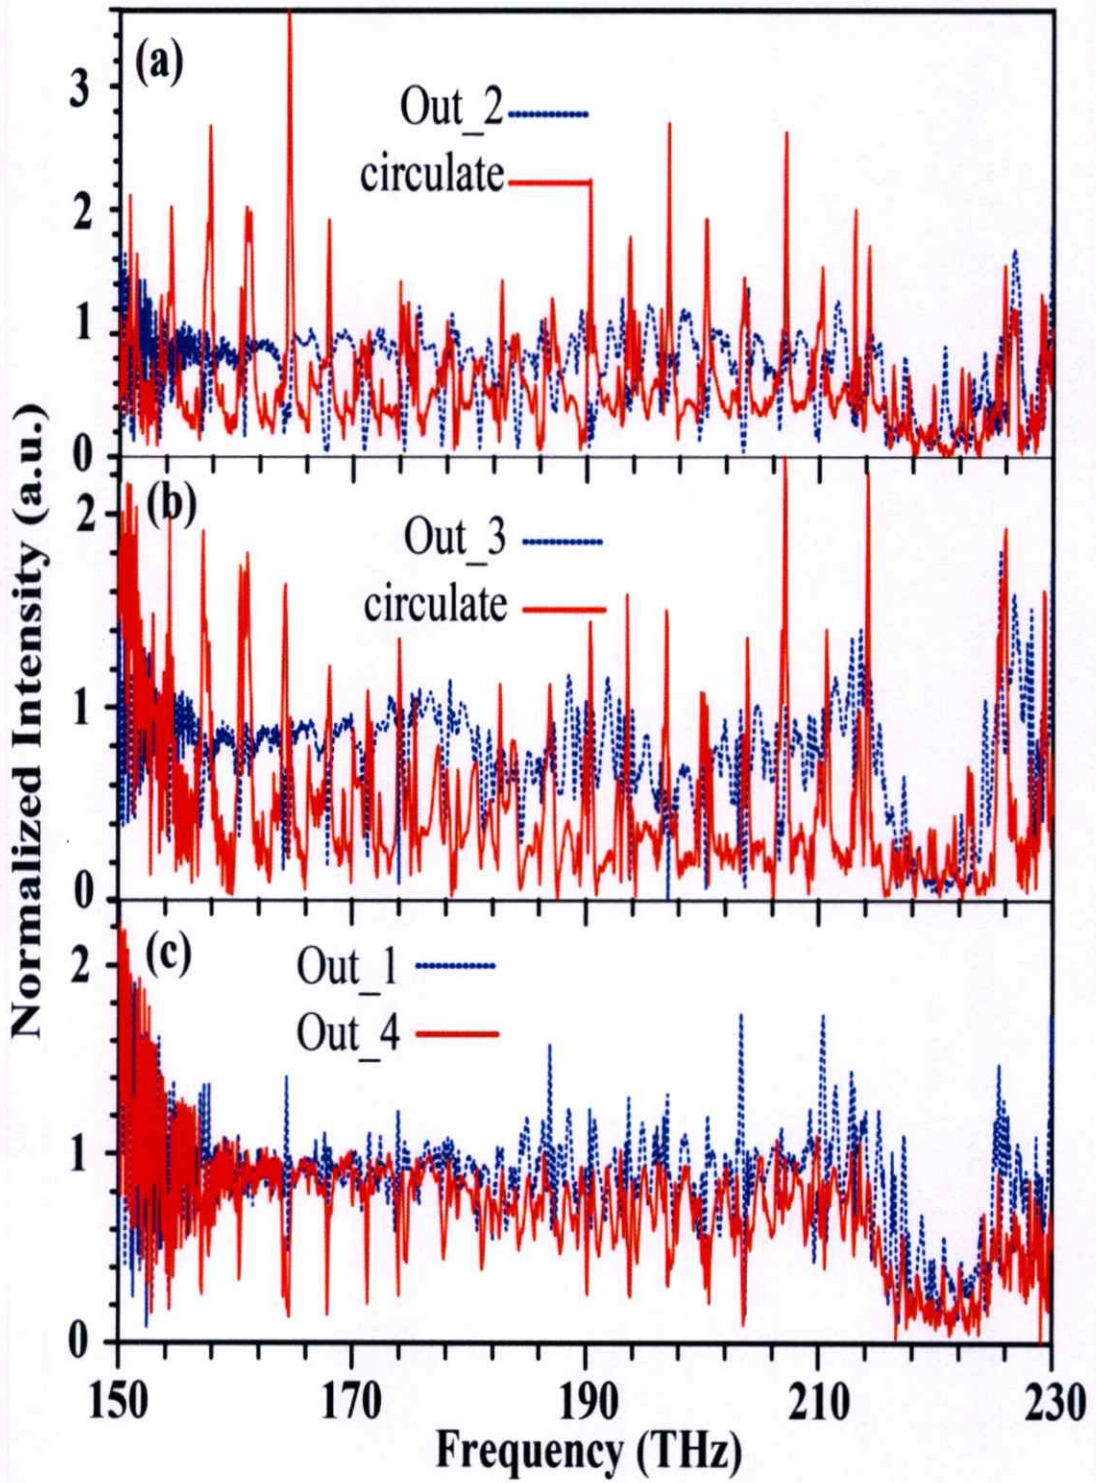 (a)
Out_2
circulate
3
2
1
0
(b)
Out_3
circulate
2
1
0
(c)
Out_1
Out_4
2
1
0
Normalized Intensity (a.u.)
150 170 190 210 230
Frequency (THz)